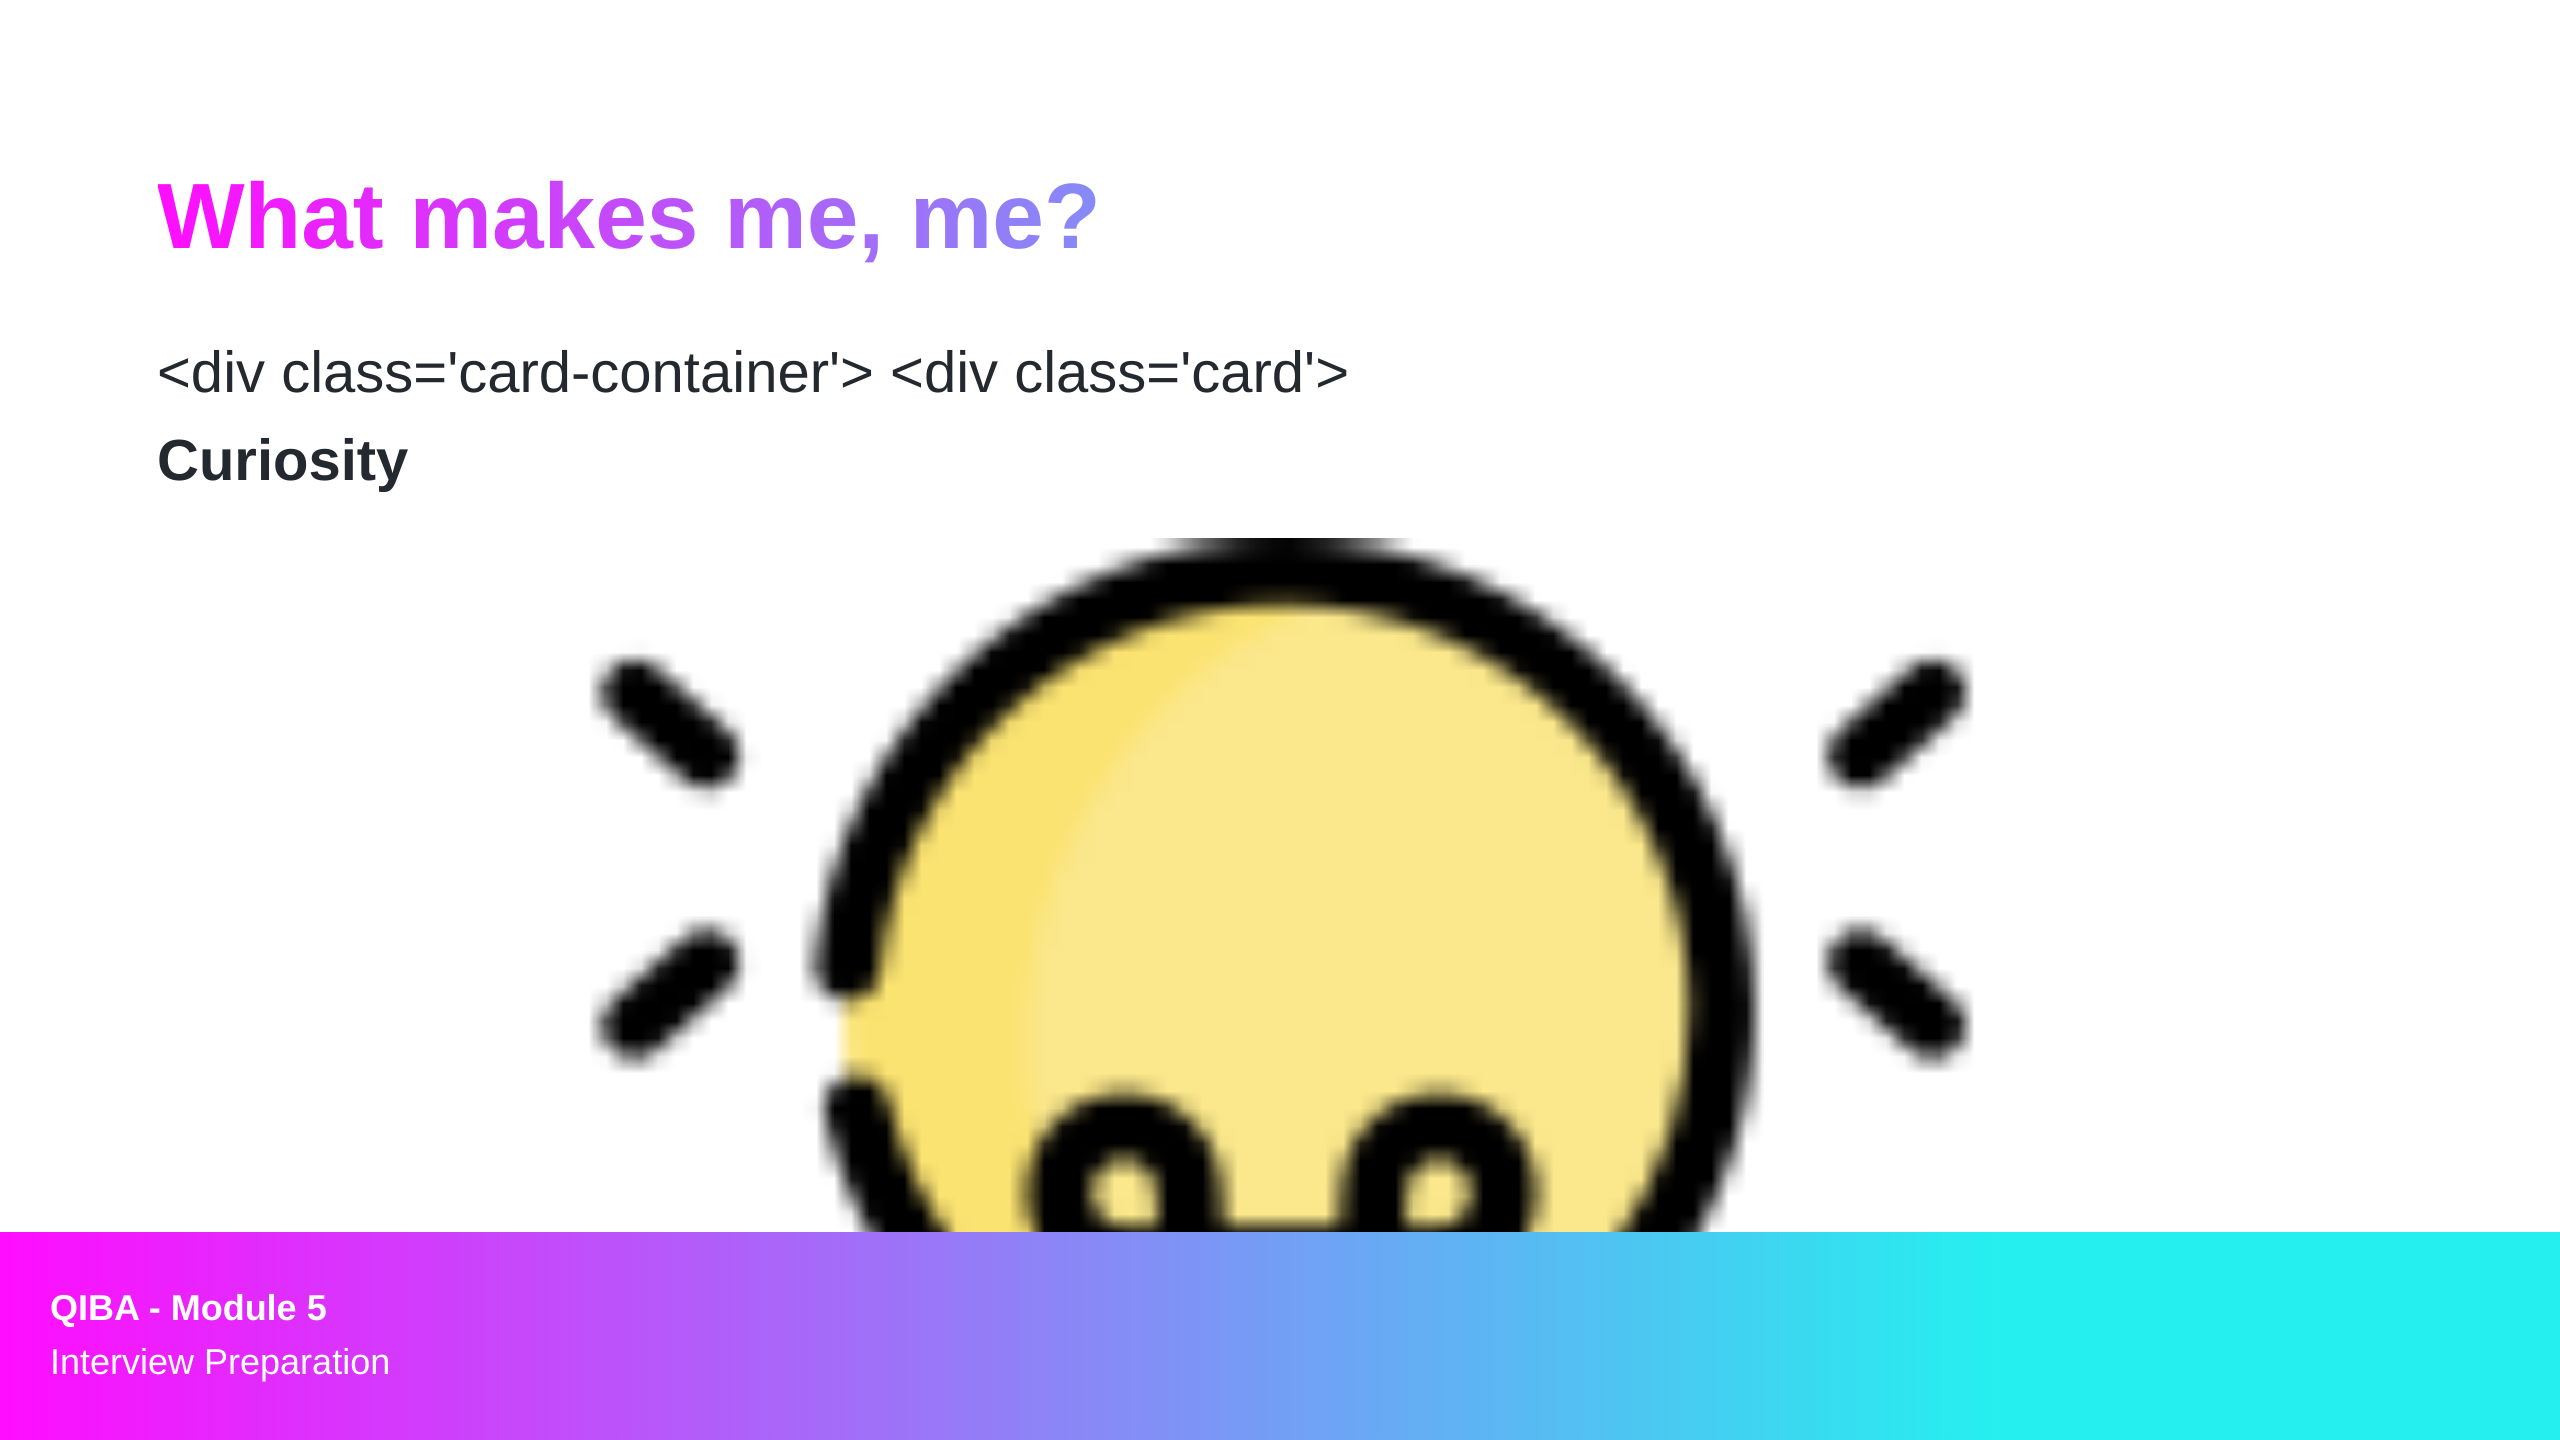 What makes me, me?
<div class='card-container'> <div class='card'>
Curiosity
QIBA - Module 5
Interview Preparation